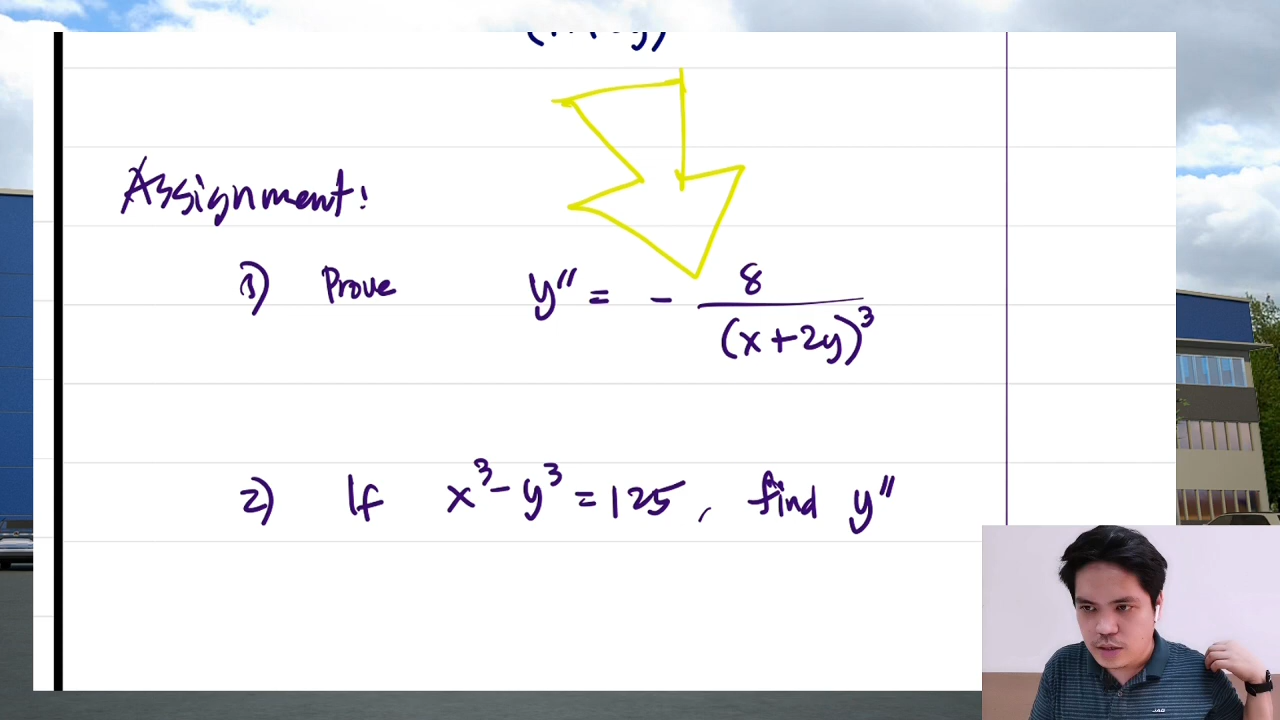 Assignment:
1) Prove y'' = - 8/(x+2y)^3
2) If x^3 - y^3 = 125, find y''